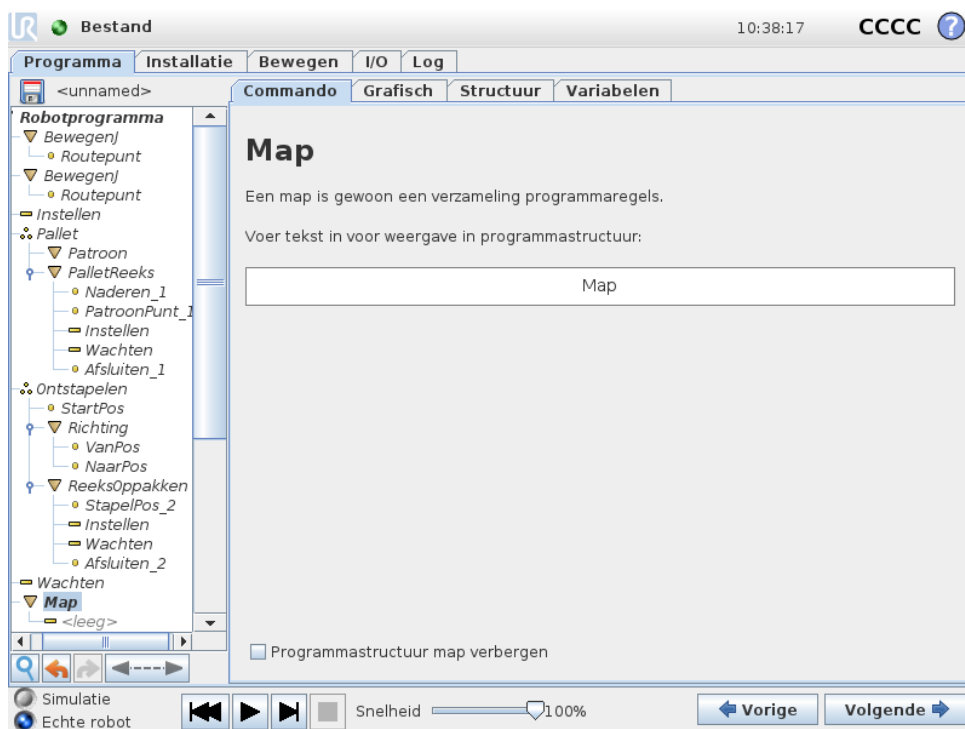 UR Bestand 10:38:17 CCCC ?
Programma Installatie Bewegen I/O Log
<unnamed> Commando Grafisch Structuur Variabelen
Robotprogramma
BewegenJ
Routepunt
BewegenJ
Routepunt
Instellen
Pallet
Patroon
PalletReeks
Naderen_1
PatroonPunt_1
Instellen
Wachten
Afsluiten_1
Ontstapelen
StartPos
Richting
VanPos
NaarPos
ReeksOppakken
StapelPos_2
Instellen
Wachten
Afsluiten_2
Wachten
Map
<leeg>
Map
Een map is gewoon een verzameling programmaregels.
Voer tekst in voor weergave in programmastructuur:
Map
Programmastructuur map verbergen
Simulatie
Echte robot
Snelheid 100%
Vorige Volgende